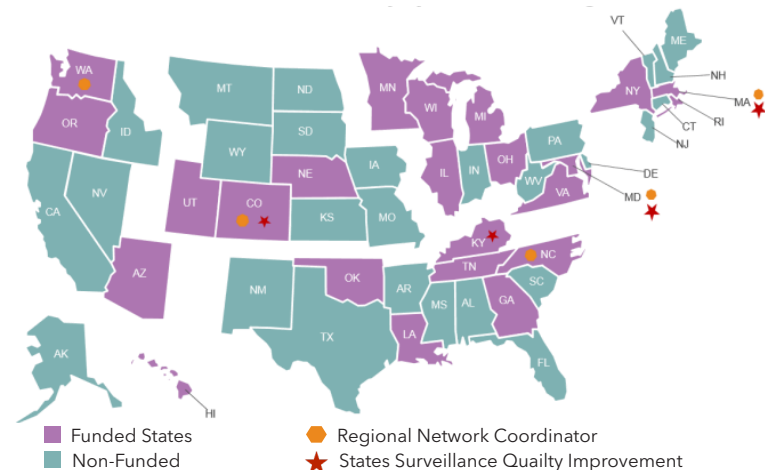 VT
ME
WA
MT
ND
MN
NH
WI
MI
NY
MA
OR
ID
SD
RI
CT
WY
PA
NJ
IA
OH
NE
IL
IN
DE
NV
UT
CO
WV
VA
MD
CA
KS
MO
KY
NC
TN
AZ
OK
SC
NM
AR
MS
AL
GA
TX
LA
AK
FL
HI
Funded States
Regional Network Coordinator
Non-Funded
States Surveillance Quailty Improvement